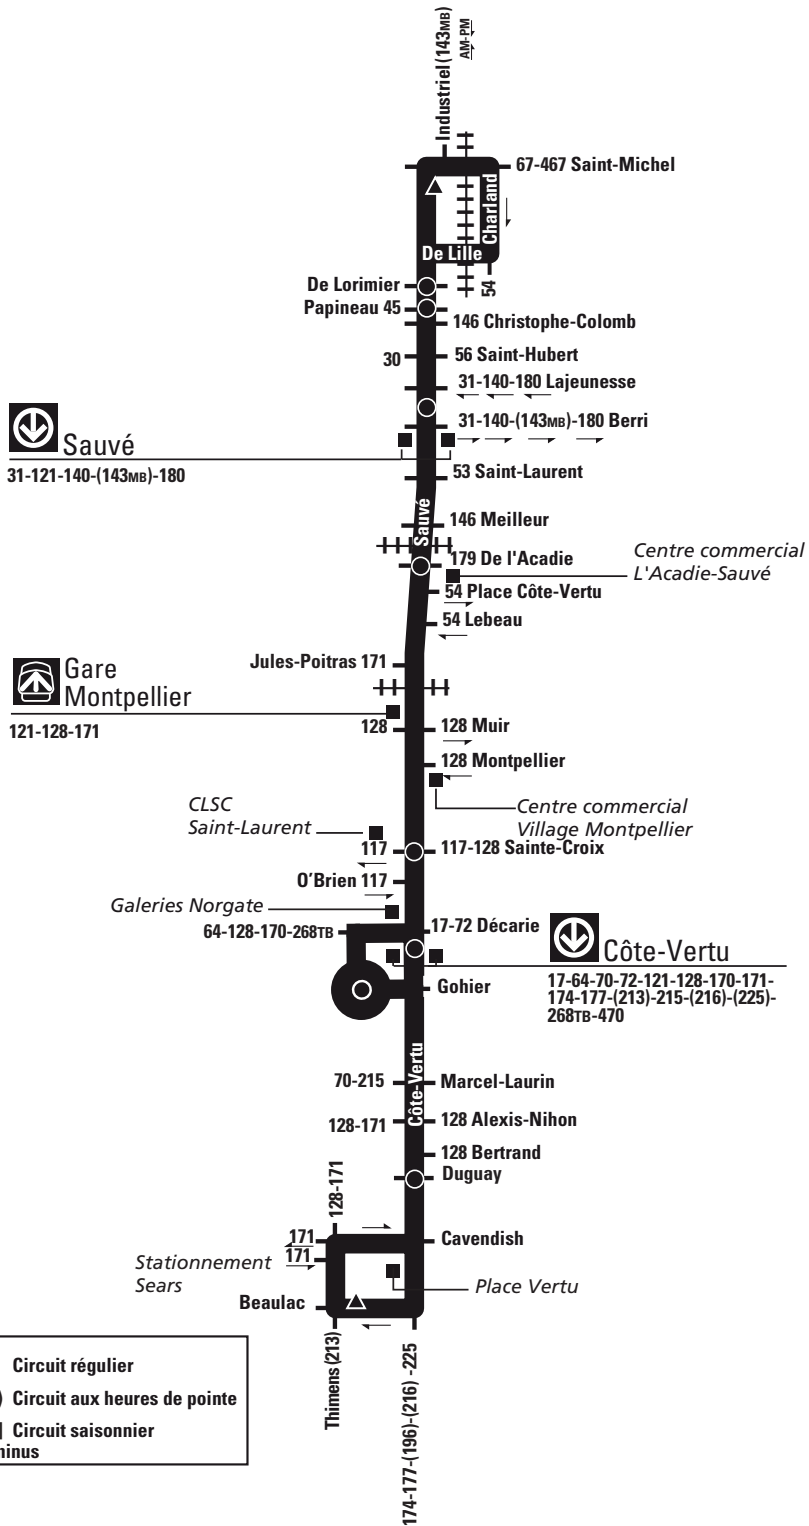 Industriel (143MB)
AM-PM
67-467 Saint-Michel
Charland
De Lille
54
De Lorimier
Papineau 45
146 Christophe-Colomb
30
56 Saint-Hubert
31-140-180 Lajeunesse
31-140-(143MB)-180 Berri
Sauvé
31-121-140-(143MB)-180
53 Saint-Laurent
Sauvé
146 Meilleur
179 De l'Acadie
Centre commercial
L'Acadie-Sauvé
54 Place Côte-Vertu
54 Lebeau
Jules-Poitras 171
Gare
Montpellier
121-128-171
128
128 Muir
128 Montpellier
CLSC
Saint-Laurent
Centre commercial
Village Montpellier
117
117-128 Sainte-Croix
O'Brien 117
Galeries Norgate
64-128-170-268TB
17-72 Décarie
Côte-Vertu
17-64-70-72-121-128-170-171-
174-177-(213)-215-(216)-(225)-
268TB-470
Gohier
Côte-Vertu
70-215
Marcel-Laurin
128-171
128 Alexis-Nihon
128 Bertrand
Duguay
128-171
171
171
Cavendish
Stationnement
Sears
Place Vertu
Beaulac
Thimens (213)
174-177-(196)-(216) -225
Circuit régulier
) Circuit aux heures de pointe
Circuit saisonnier